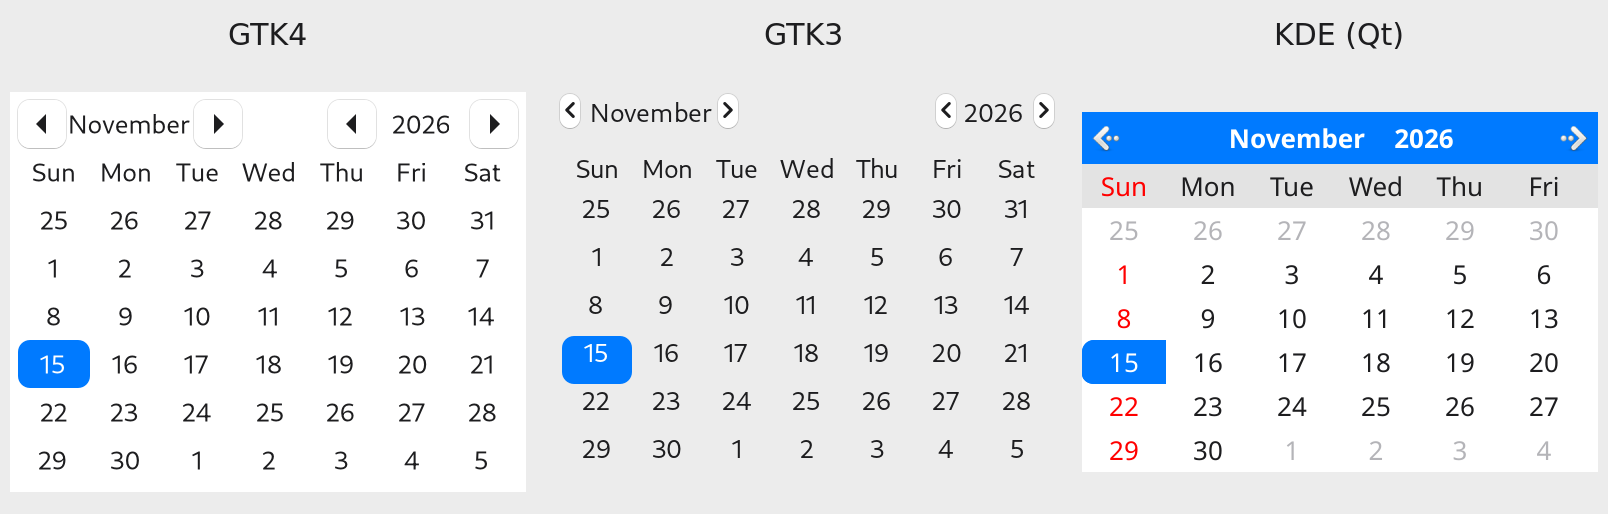 GTK4
November 2026
Sun Mon Tue Wed Thu Fri Sat
25 26 27 28 29 30 31
1 2 3 4 5 6 7
8 9 10 11 12 13 14
15 16 17 18 19 20 21
22 23 24 25 26 27 28
29 30 1 2 3 4 5
GTK3
November 2026
Sun Mon Tue Wed Thu Fri Sat
25 26 27 28 29 30 31
1 2 3 4 5 6 7
8 9 10 11 12 13 14
15 16 17 18 19 20 21
22 23 24 25 26 27 28
29 30 1 2 3 4 5
KDE (Qt)
November 2026
Sun Mon Tue Wed Thu Fri
25 26 27 28 29 30
1 2 3 4 5 6
8 9 10 11 12 13
15 16 17 18 19 20
22 23 24 25 26 27
29 30 1 2 3 4